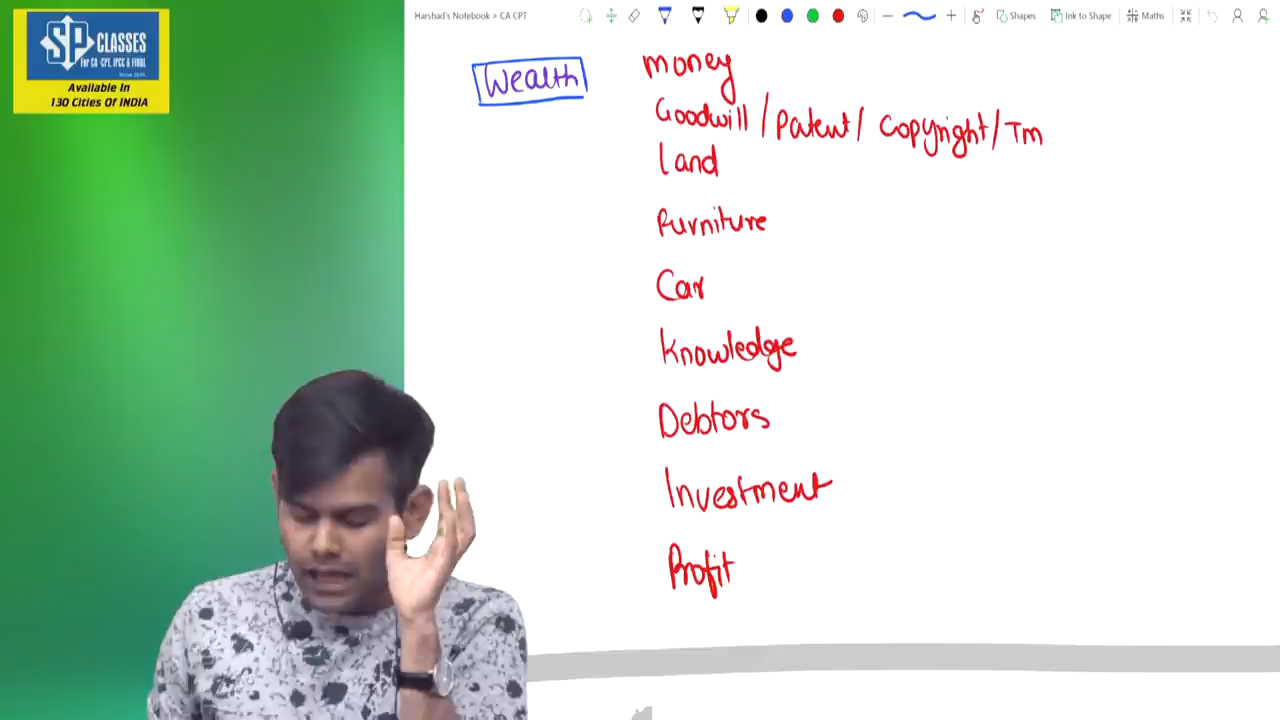 SP CLASSES
For CA-CPT, IPCC & FINAL
Available In
130 Cities Of INDIA
Harshad's Notebook > CA CPT
Shapes
Ink to Shape
Maths
Wealth
money
Goodwill / Patent / Copyright / Tm
Land
Furniture
Car
Knowledge
Debtors
Investment
Profit